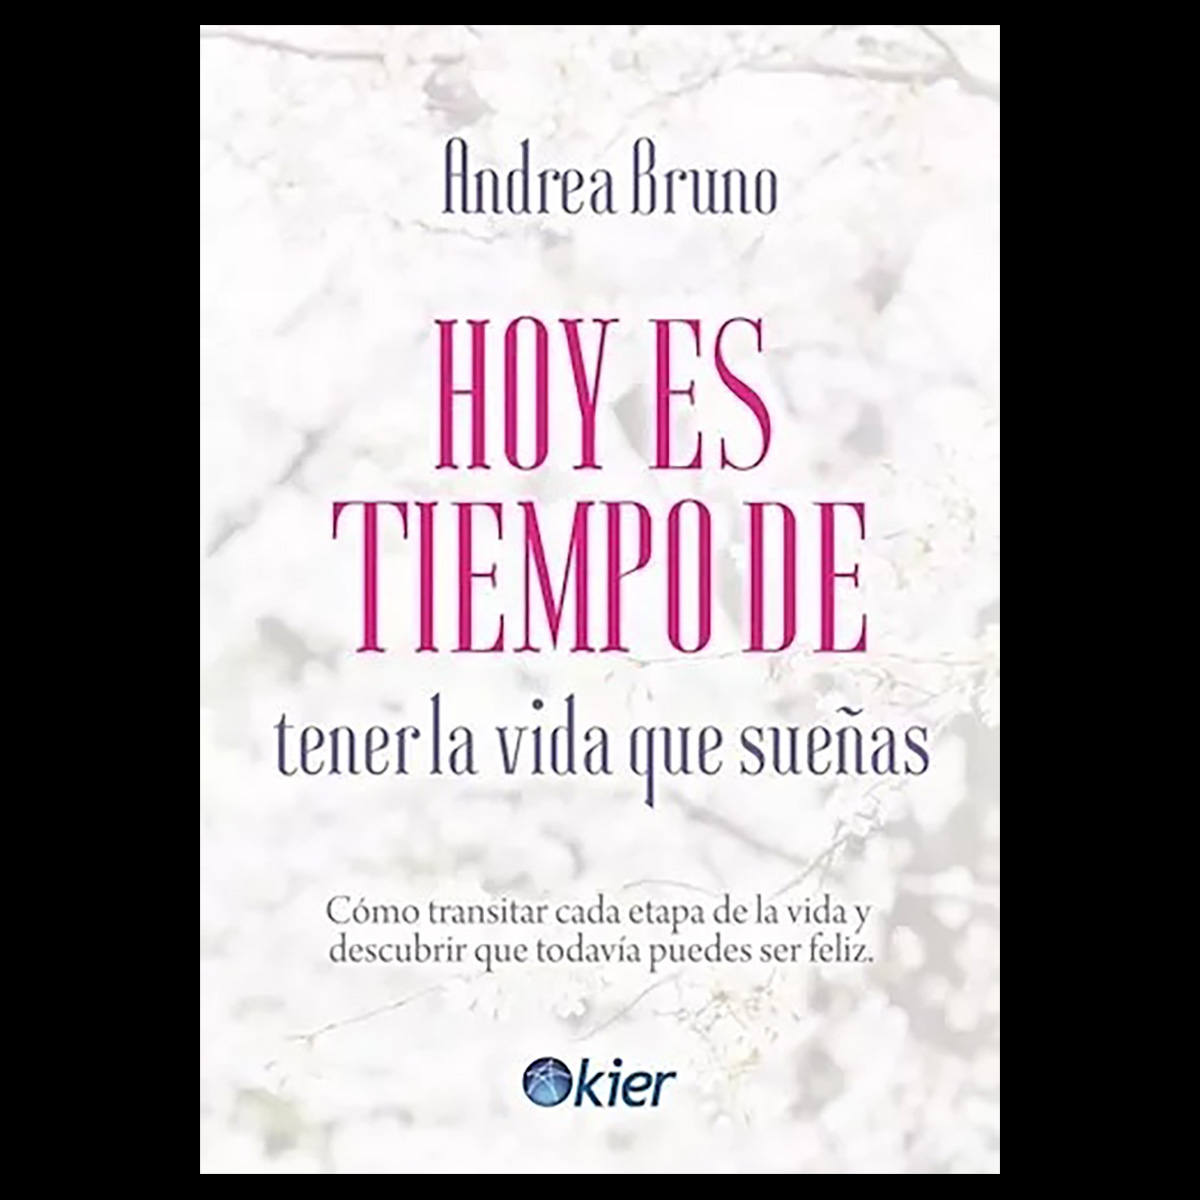 Andrea Bruno
HOY ES
TIEMPO DE
tener la vida que sueñas
Cómo transitar cada etapa de la vida y
descubrir que todavía puedes ser feliz.
kier